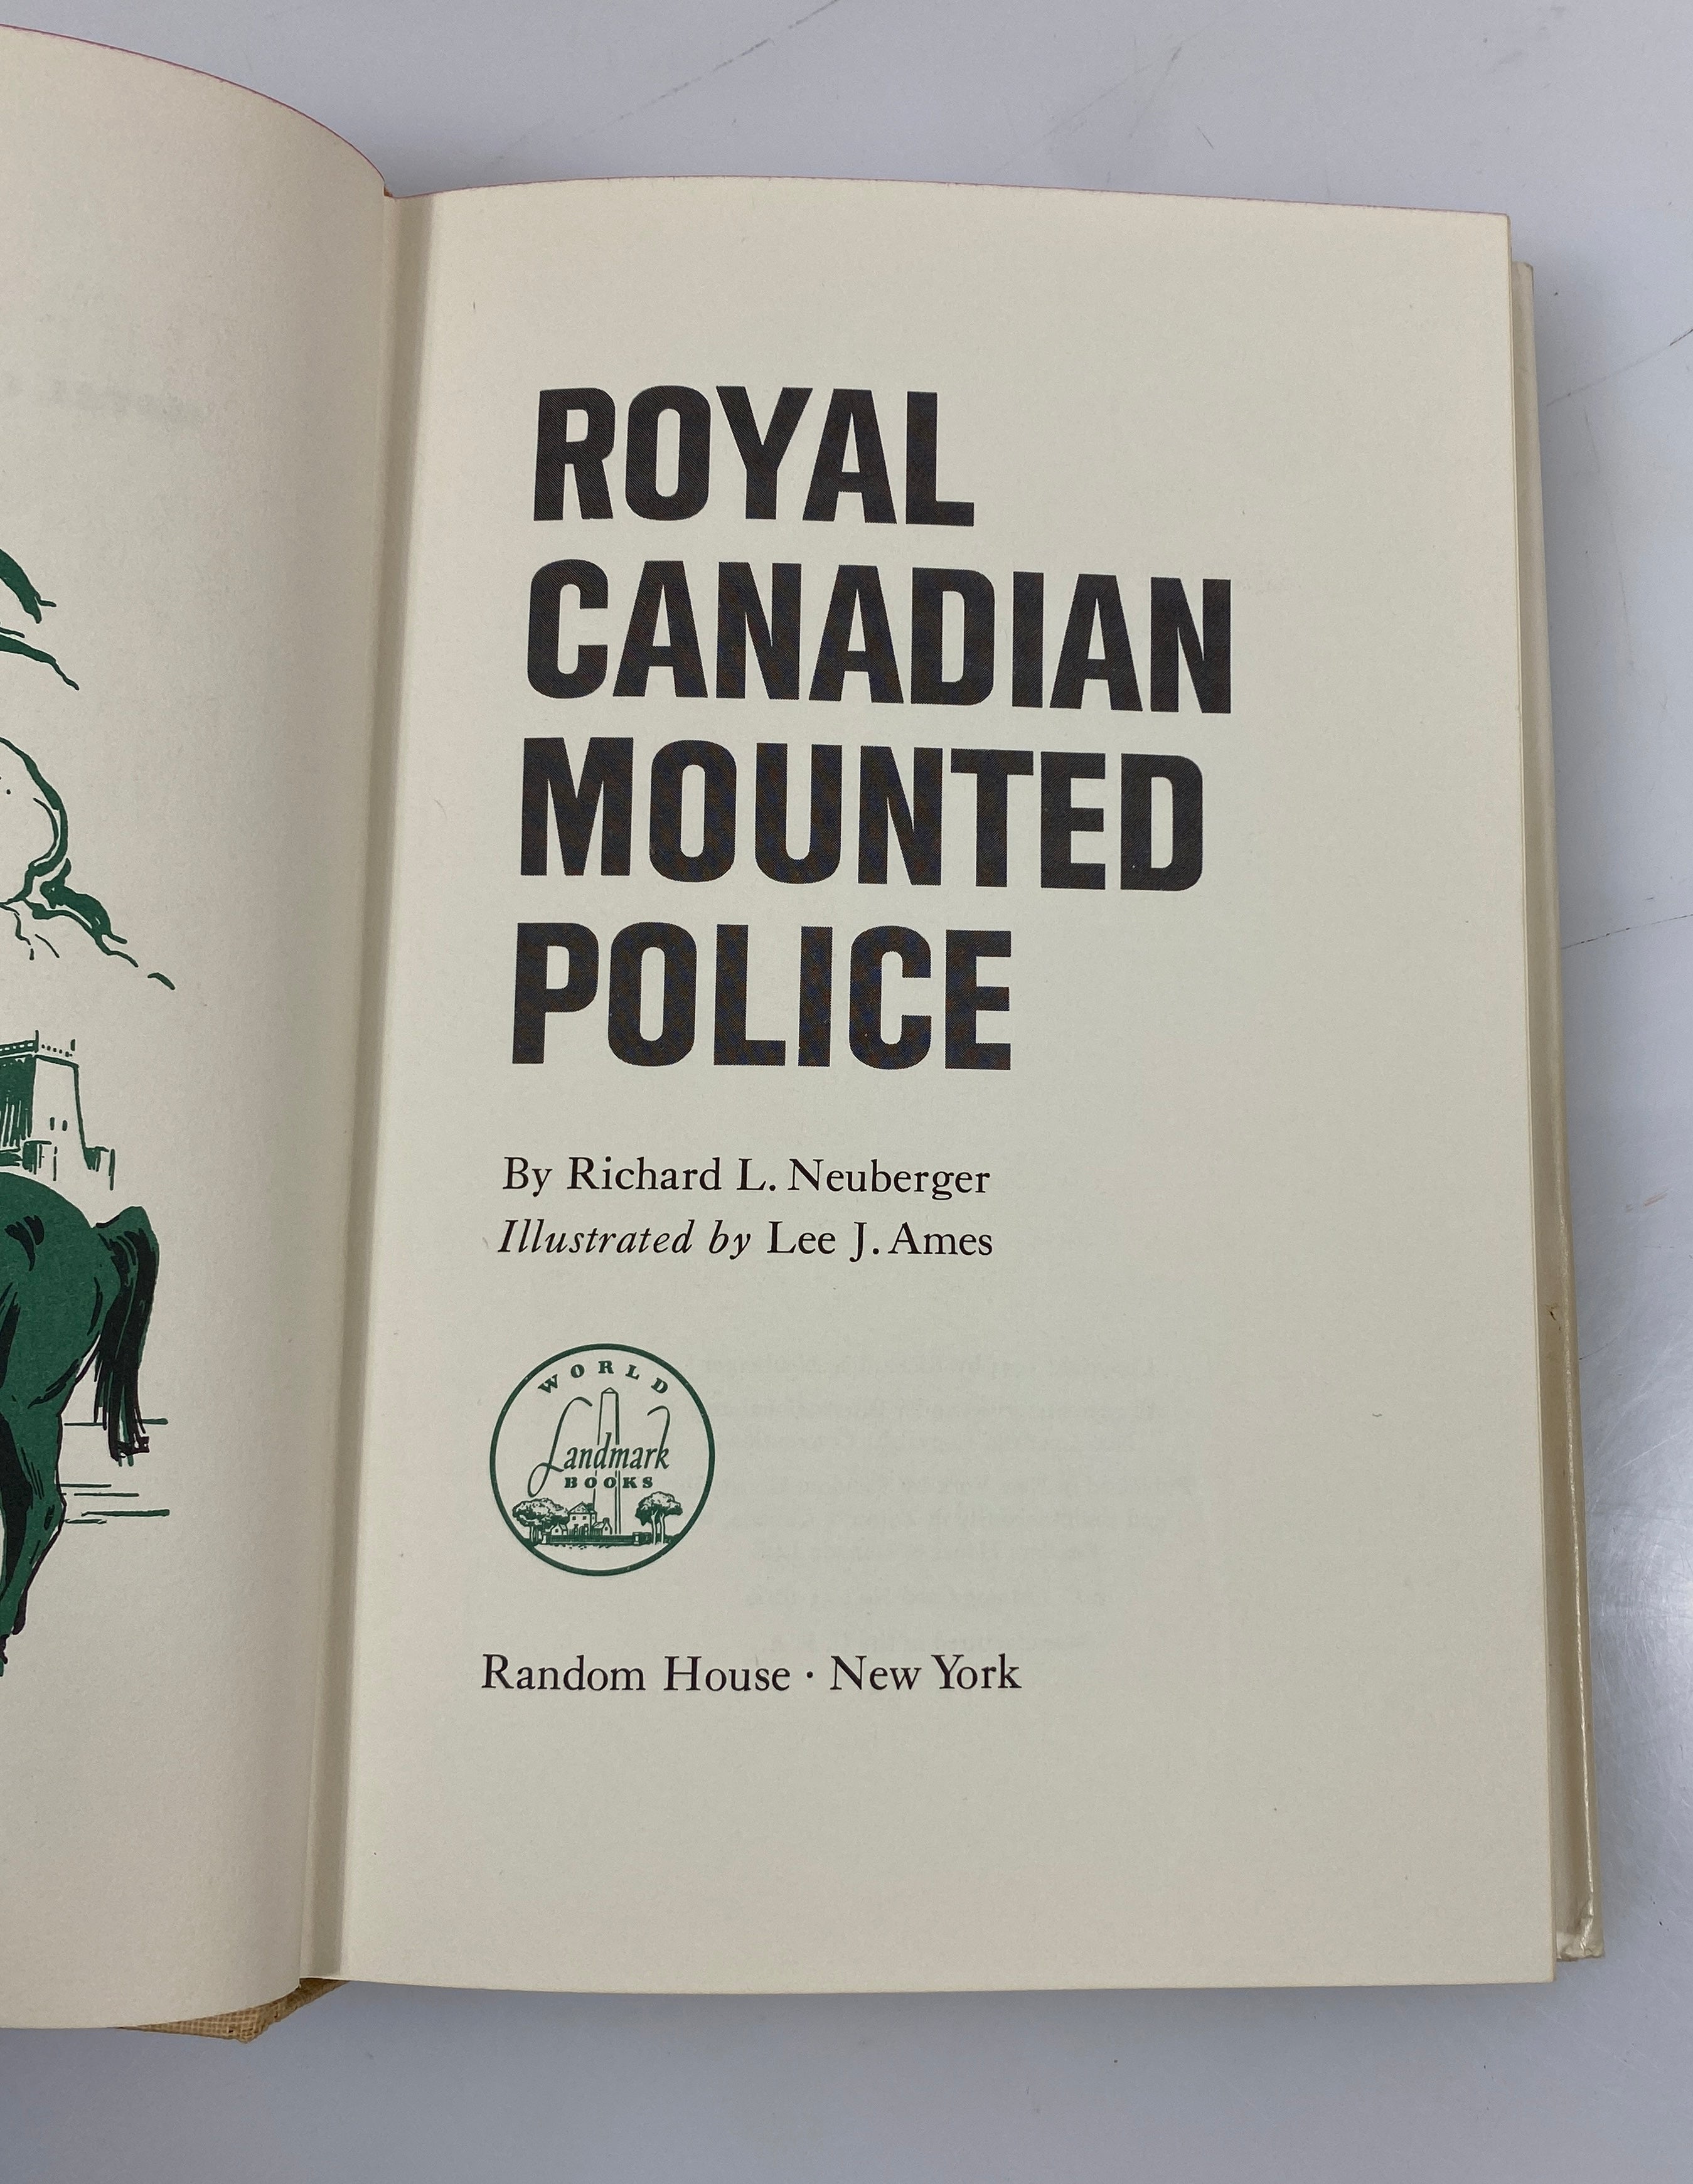 ROYAL
CANADIAN
MOUNTED
POLICE
By Richard L. Neuberger
Illustrated by Lee J. Ames
WORLD
Landmark
BOOKS
Random House · New York